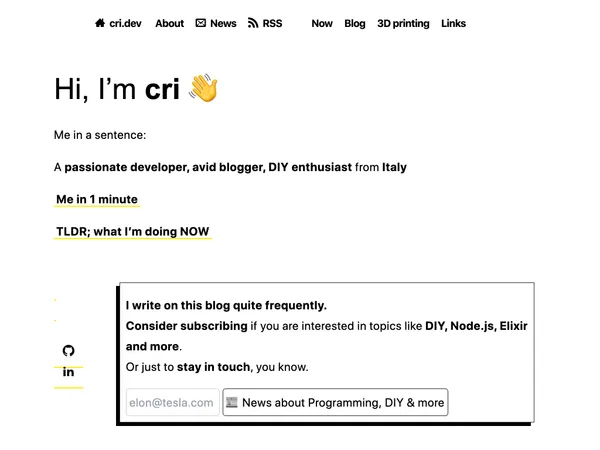 cri.dev About News RSS Now Blog 3D printing Links
Hi, I’m cri 👋
Me in a sentence:
A passionate developer, avid blogger, DIY enthusiast from Italy
Me in 1 minute
TLDR; what I’m doing NOW
I write on this blog quite frequently.
Consider subscribing if you are interested in topics like DIY, Node.js, Elixir
and more.
Or just to stay in touch, you know.
in
elon@tesla.com 📰 News about Programming, DIY & more